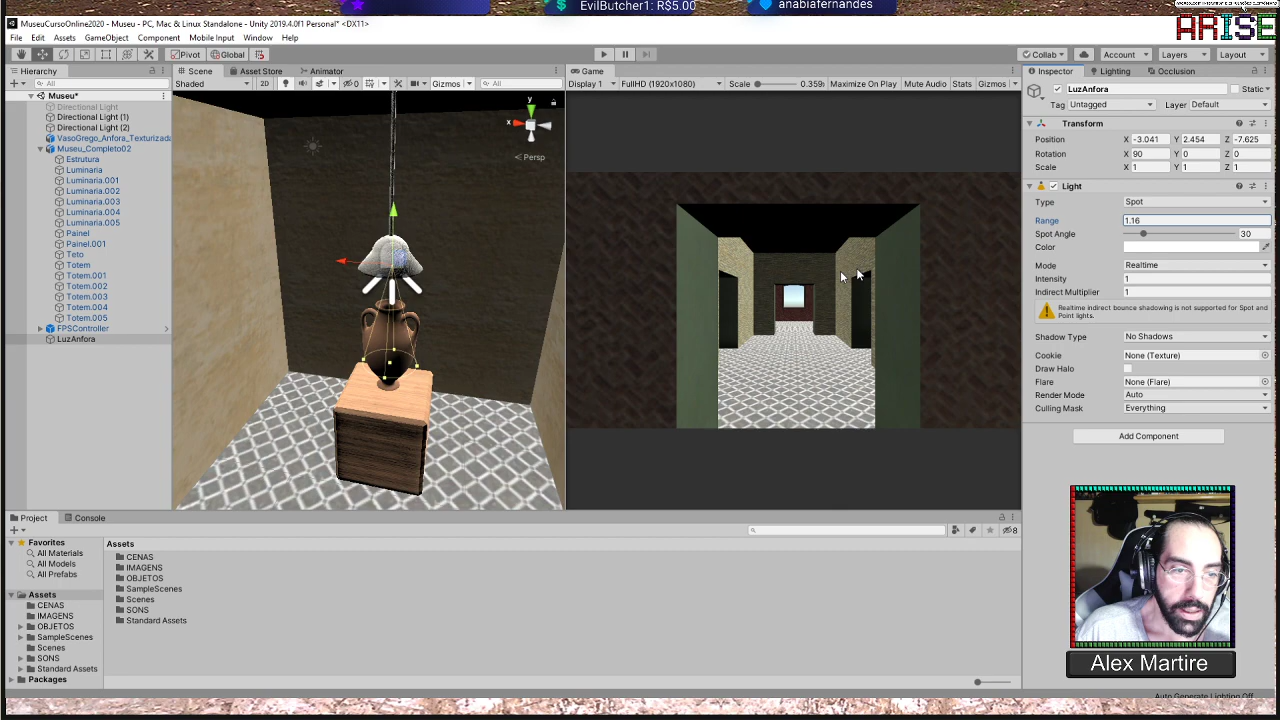 EvilButcher1: R$5.00
anabiafernandes
ARISE
MuseuCursoOnline2020 - Museu - PC, Mac & Linux Standalone - Unity 2019.4.0f1 Personal* <DX11>
File Edit Assets GameObject Component Mobile Input Window Help
Pivot Global Collab Account Layers Layout
Hierarchy Scene Asset Store Animator Game Inspector Lighting Occlusion
All Shaded 2D 0 Gizmos All Display 1 FullHD (1920x1080) Scale 0.359x Maximize On Play Mute Audio Stats Gizmos
LuzAnfora Static
Tag Untagged Layer Default
Museu*
Directional Light
Directional Light (1)
Directional Light (2)
VasoGrego_Anfora_Texturizada
Museu_Completo02
Estrutura
Luminaria
Luminaria.001
Luminaria.002
Luminaria.003
Luminaria.004
Luminaria.005
Painel
Painel.001
Teto
Totem
Totem.001
Totem.002
Totem.003
Totem.004
Totem.005
FPSController
LuzAnfora
y
x
Persp
Transform
Position X -3.041 Y 2.454 Z -7.625
Rotation X 90 Y 0 Z 0
Scale X 1 Y 1 Z 1
Light
Type Spot
Range 1.16
Spot Angle 30
Color
Mode Realtime
Intensity 1
Indirect Multiplier 1
Realtime indirect bounce shadowing is not supported for Spot and
Point lights.
Shadow Type No Shadows
Cookie None (Texture)
Draw Halo
Flare None (Flare)
Render Mode Auto
Culling Mask Everything
Add Component
Project Console
8
Favorites
All Materials
All Models
All Prefabs
Assets
CENAS
IMAGENS
OBJETOS
SampleScenes
Scenes
SONS
Standard Assets
Packages
Assets
CENAS
IMAGENS
OBJETOS
SampleScenes
Scenes
SONS
Standard Assets
Alex Martire
Auto Generate Lighting Off